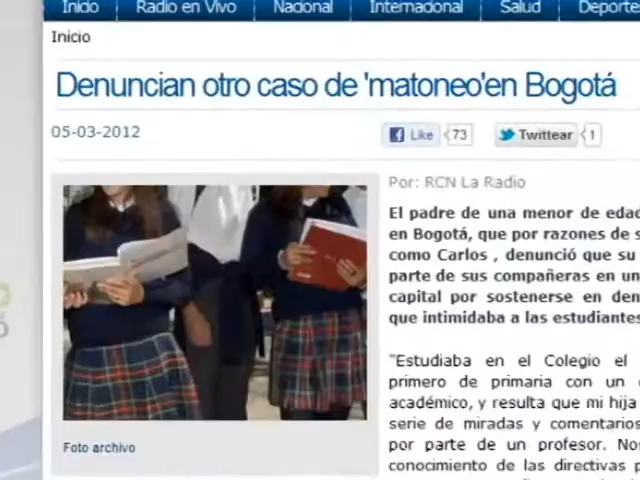 Inicio Radio en Vivo Nacional Internacional Salud Deporte
Inicio
Denuncian otro caso de 'matoneo'en Bogotá
05-03-2012
Like 73 Twittear 1
Por: RCN La Radio
El padre de una menor de edad
en Bogotá, que por razones de s
como Carlos , denunció que su
parte de sus compañeras en un
capital por sostenerse en den
que intimidaba a las estudiantes
"Estudiaba en el Colegio el
primero de primaria con un
académico, y resulta que mi hija
serie de miradas y comentarios
por parte de un profesor. No
conocimiento de las directivas p
Foto archivo